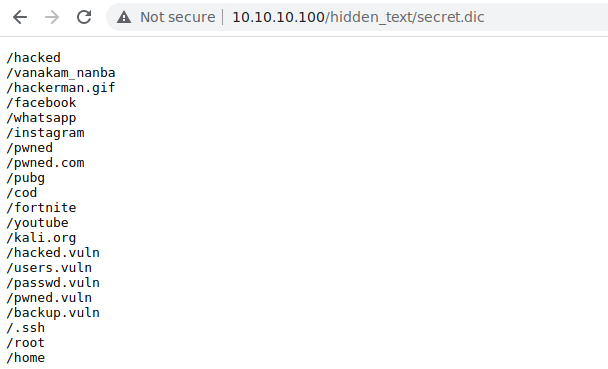 Not secure | 10.10.10.100/hidden_text/secret.dic
/hacked
/vanakam_nanba
/hackerman.gif
/facebook
/whatsapp
/instagram
/pwned
/pwned.com
/pubg
/cod
/fortnite
/youtube
/kali.org
/hacked.vuln
/users.vuln
/passwd.vuln
/pwned.vuln
/backup.vuln
/.ssh
/root
/home